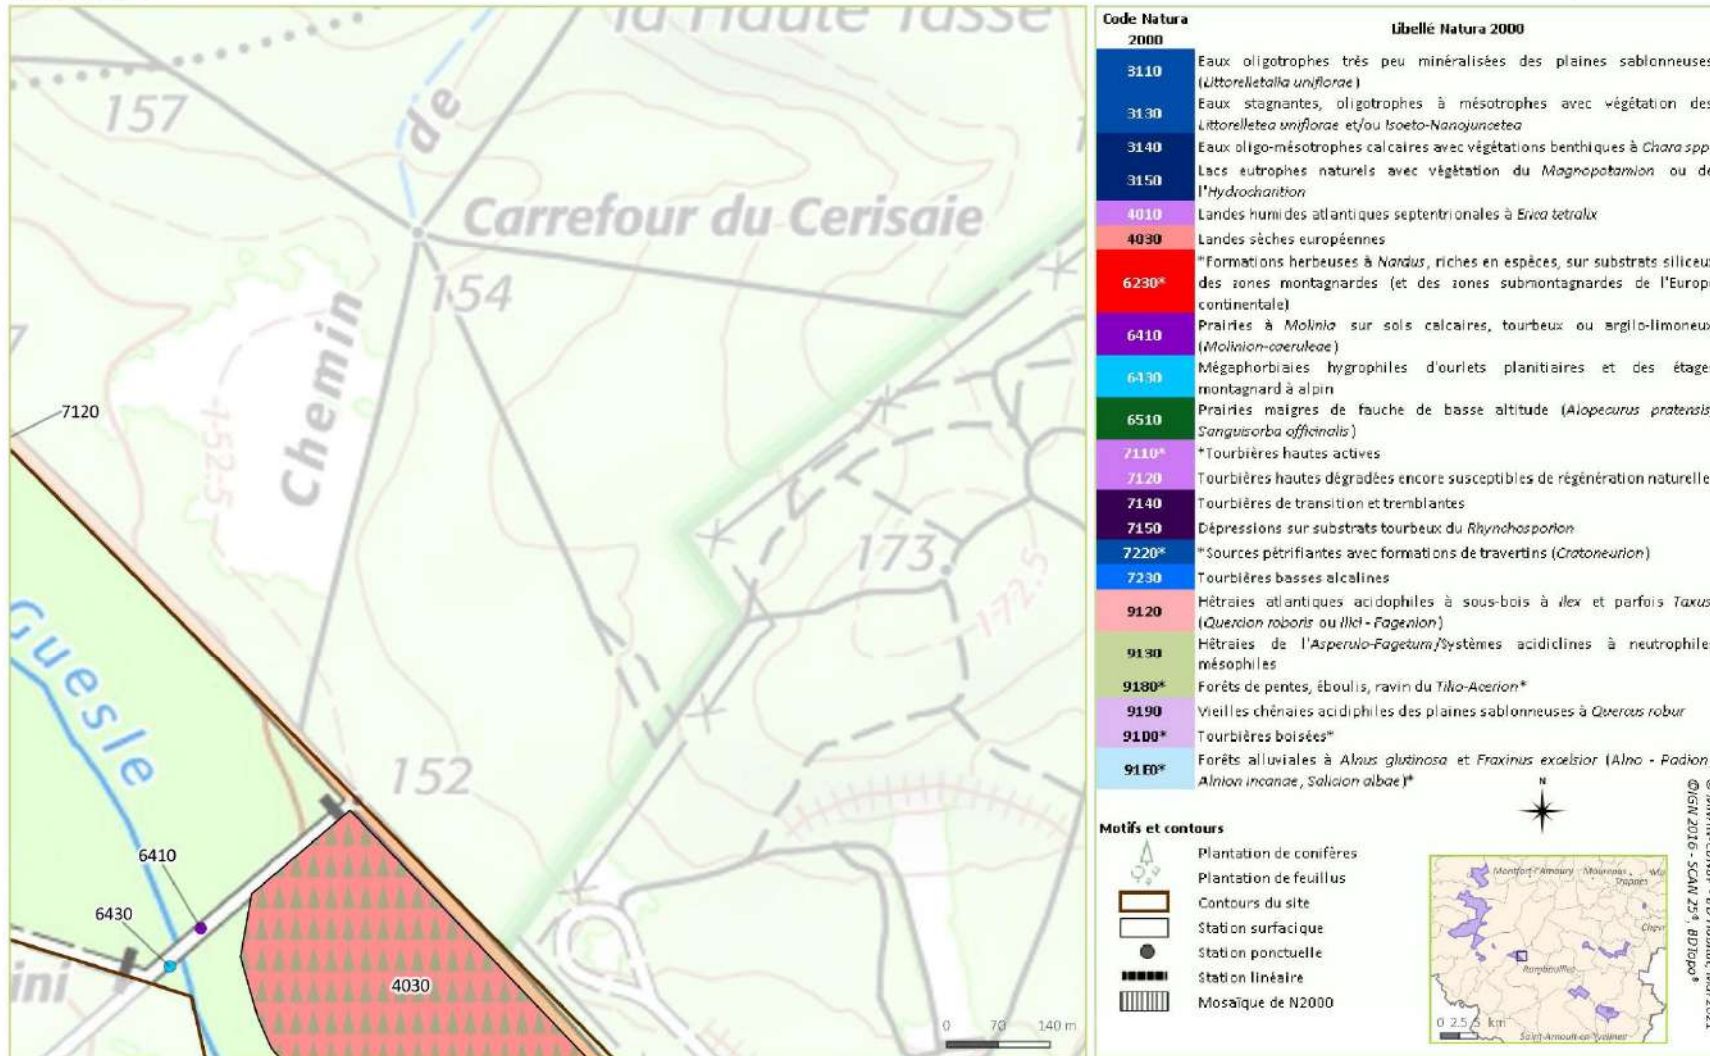 la Haute Tasse
157
de
Carrefour du Cerisaie
154
Chemin
7120
152.5
173.
172.5
Guesle
152
6410
6430
4030
ini
0 70 140 m
Code Natura 2000
Libellé Natura 2000
3110
Eaux oligotrophes très peu minéralisées des plaines sablonneuses
(Littorelletalia uniflorae)
3130
Eaux stagnantes, oligotrophes à mésotrophes avec végétation des
Littorelletea uniflorae et/ou Isoeto-Nanojuncetea
3140
Eaux oligo-mésotrophes calcaires avec végétations benthiques à Chara spp
3150
Lacs eutrophes naturels avec végétation du Magnopotamion ou de
l'Hydrocharition
4010
Landes humides atlantiques septentrionales à Erica tetralix
4030
Landes sèches européennes
6230*
*Formations herbeuses à Nardus, riches en espèces, sur substrats siliceux
des zones montagnardes (et des zones submontagnardes de l'Europe
continentale)
6410
Prairies à Molinia sur sols calcaires, tourbeux ou argilo-limoneux
(Molinion-caeruleae)
6430
Mégaphorbiaies hygrophiles d'ourlets planitiaires et des étage
montagnard à alpin
6510
Prairies maigres de fauche de basse altitude (Alopecurus pratensis,
Sanguisorba officinalis)
7110*
*Tourbières hautes actives
7120
Tourbières hautes dégradées encore susceptibles de régénération naturelle
7140
Tourbières de transition et tremblantes
7150
Dépressions sur substrats tourbeux du Rhynchosporion
7220*
*Sources pétrifiantes avec formations de travertins (Cratoneurion)
7230
Tourbières basses alcalines
9120
Hêtraies atlantiques acidophiles à sous-bois à Ilex et parfois Taxus
(Quercion roboris ou Ilici - Fagenion)
9130
Hêtraies de l'Asperulo-Fagetum/Systèmes acidiclines à neutrophiles
mésophiles
9180*
Forêts de pentes, éboulis, ravin du Tilio-Acerion*
9190
Vieilles chênaies acidiphiles des plaines sablonneuses à Quercus robur
91D0*
Tourbières boisées*
91E0*
Forêts alluviales à Alnus glutinosa et Fraxinus excelsior (Alno - Padion
Alnion incanae, Salicion albae)*
N
Motifs et contours
Plantation de conifères
Plantation de feuillus
Contours du site
Station surfacique
Station ponctuelle
Station linéaire
Mosaïque de N2000
Montfort-l'Amaury
Maurepas
Trappes
Chevr
Rambouillet
Saint-Arnoult-en-Yvelines
0 2.5 5 km
©IGN 2016 - SCAN 25®, BDTopo®